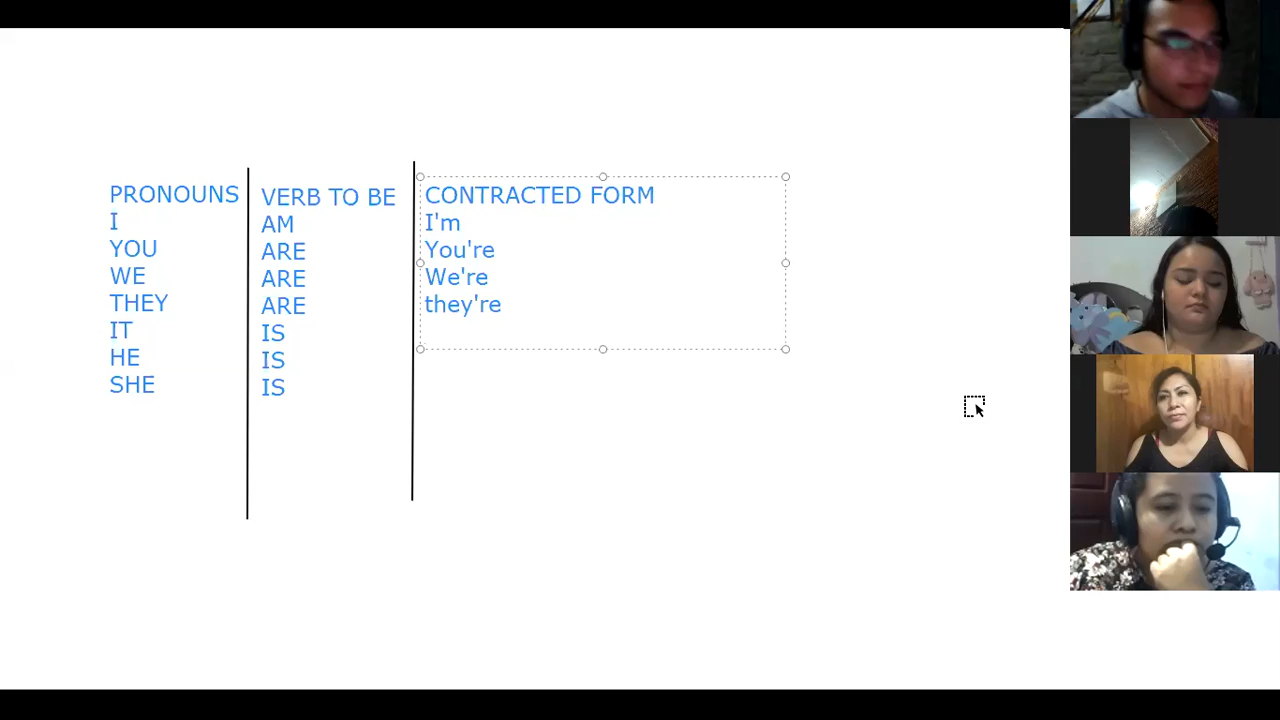 PRONOUNS
I
YOU
WE
THEY
IT
HE
SHE
VERB TO BE
AM
ARE
ARE
ARE
IS
IS
IS
CONTRACTED FORM
I'm
You're
We're
they're